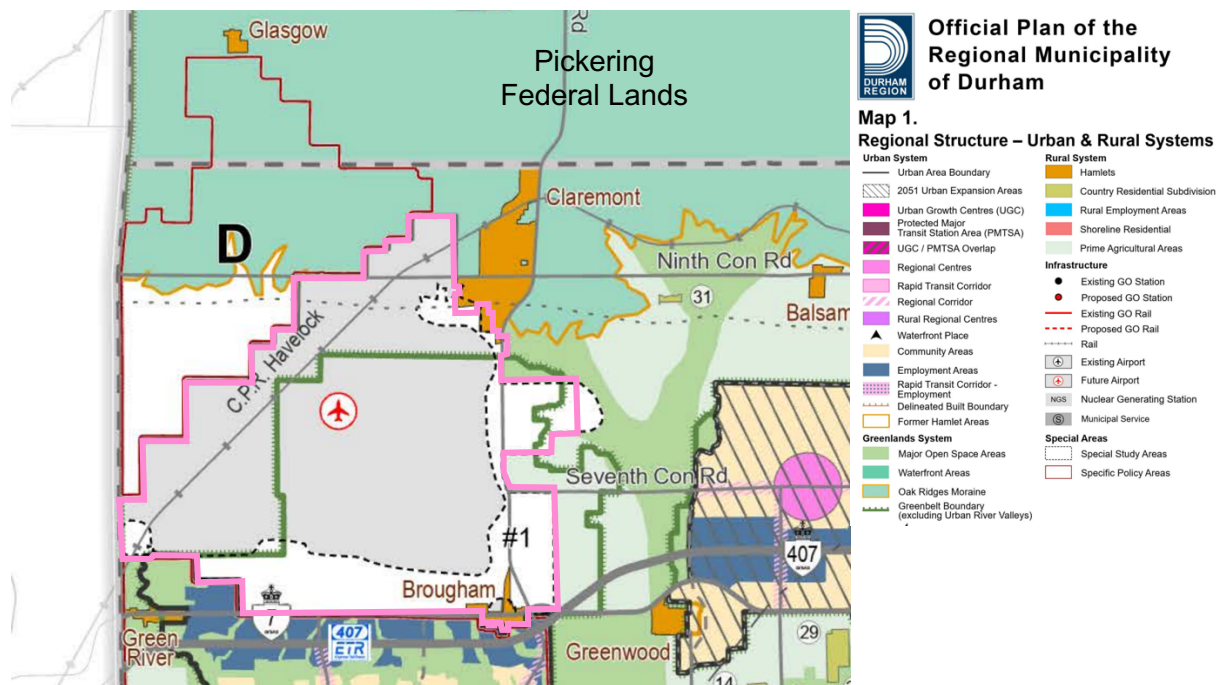 Glasgow
Rd
Pickering
Federal Lands
Claremont
D
Ninth Con Rd
31
Balsam
C.P.R. Havelock
Seventh Con Rd
#1
407
Brougham
7
Green
River
407
ETR
Greenwood
29
14
DURHAM
REGION
Official Plan of the
Regional Municipality
of Durham
Map 1.
Regional Structure – Urban & Rural Systems
Urban System
Urban Area Boundary
2051 Urban Expansion Areas
Urban Growth Centres (UGC)
Protected Major
Transit Station Area (PMTSA)
UGC / PMTSA Overlap
Regional Centres
Rapid Transit Corridor
Regional Corridor
Rural Regional Centres
Waterfront Place
Community Areas
Employment Areas
Rapid Transit Corridor -
Employment
Delineated Built Boundary
Former Hamlet Areas
Greenlands System
Major Open Space Areas
Waterfront Areas
Oak Ridges Moraine
Greenbelt Boundary
(excluding Urban River Valleys)
Rural System
Hamlets
Country Residential Subdivision
Rural Employment Areas
Shoreline Residential
Prime Agricultural Areas
Infrastructure
Existing GO Station
Proposed GO Station
Existing GO Rail
Proposed GO Rail
Rail
Existing Airport
Future Airport
NGS Nuclear Generating Station
S Municipal Service
Special Areas
Special Study Areas
Specific Policy Areas